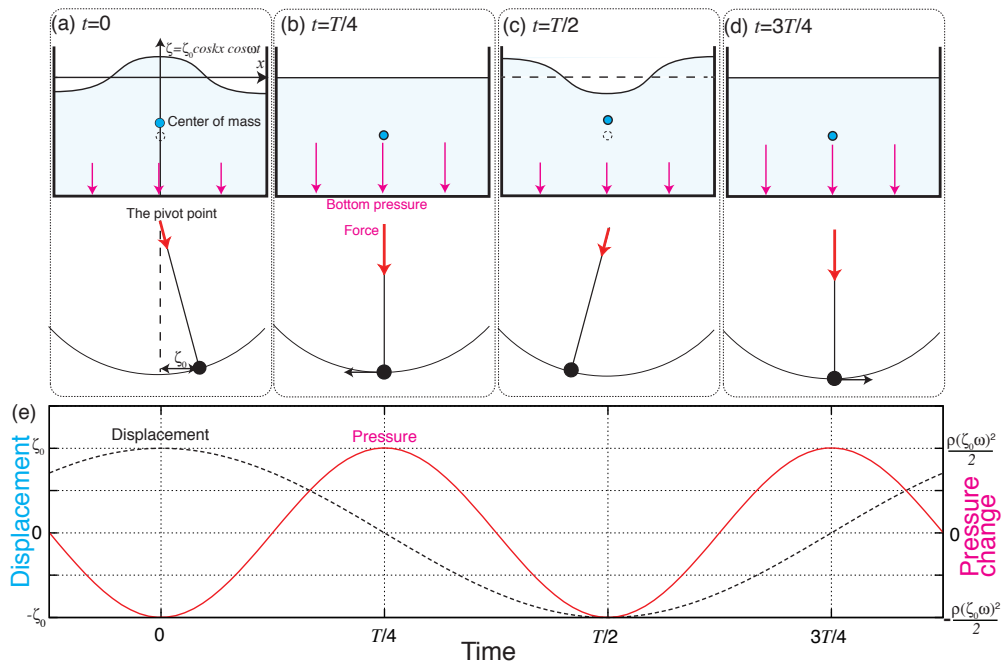 (a) t=0
(b) t=T/4
(c) t=T/2
(d) t=3T/4
ζ=ζ₀coskx cosωt
x
Center of mass
Bottom pressure
The pivot point
Force
ζ₀
(e)
Displacement
Pressure
ζ₀
0
-ζ₀
Displacement
ρ(ζ₀ω)²
2
0
-ρ(ζ₀ω)²
2
Pressure
change
0
T/4
T/2
3T/4
Time